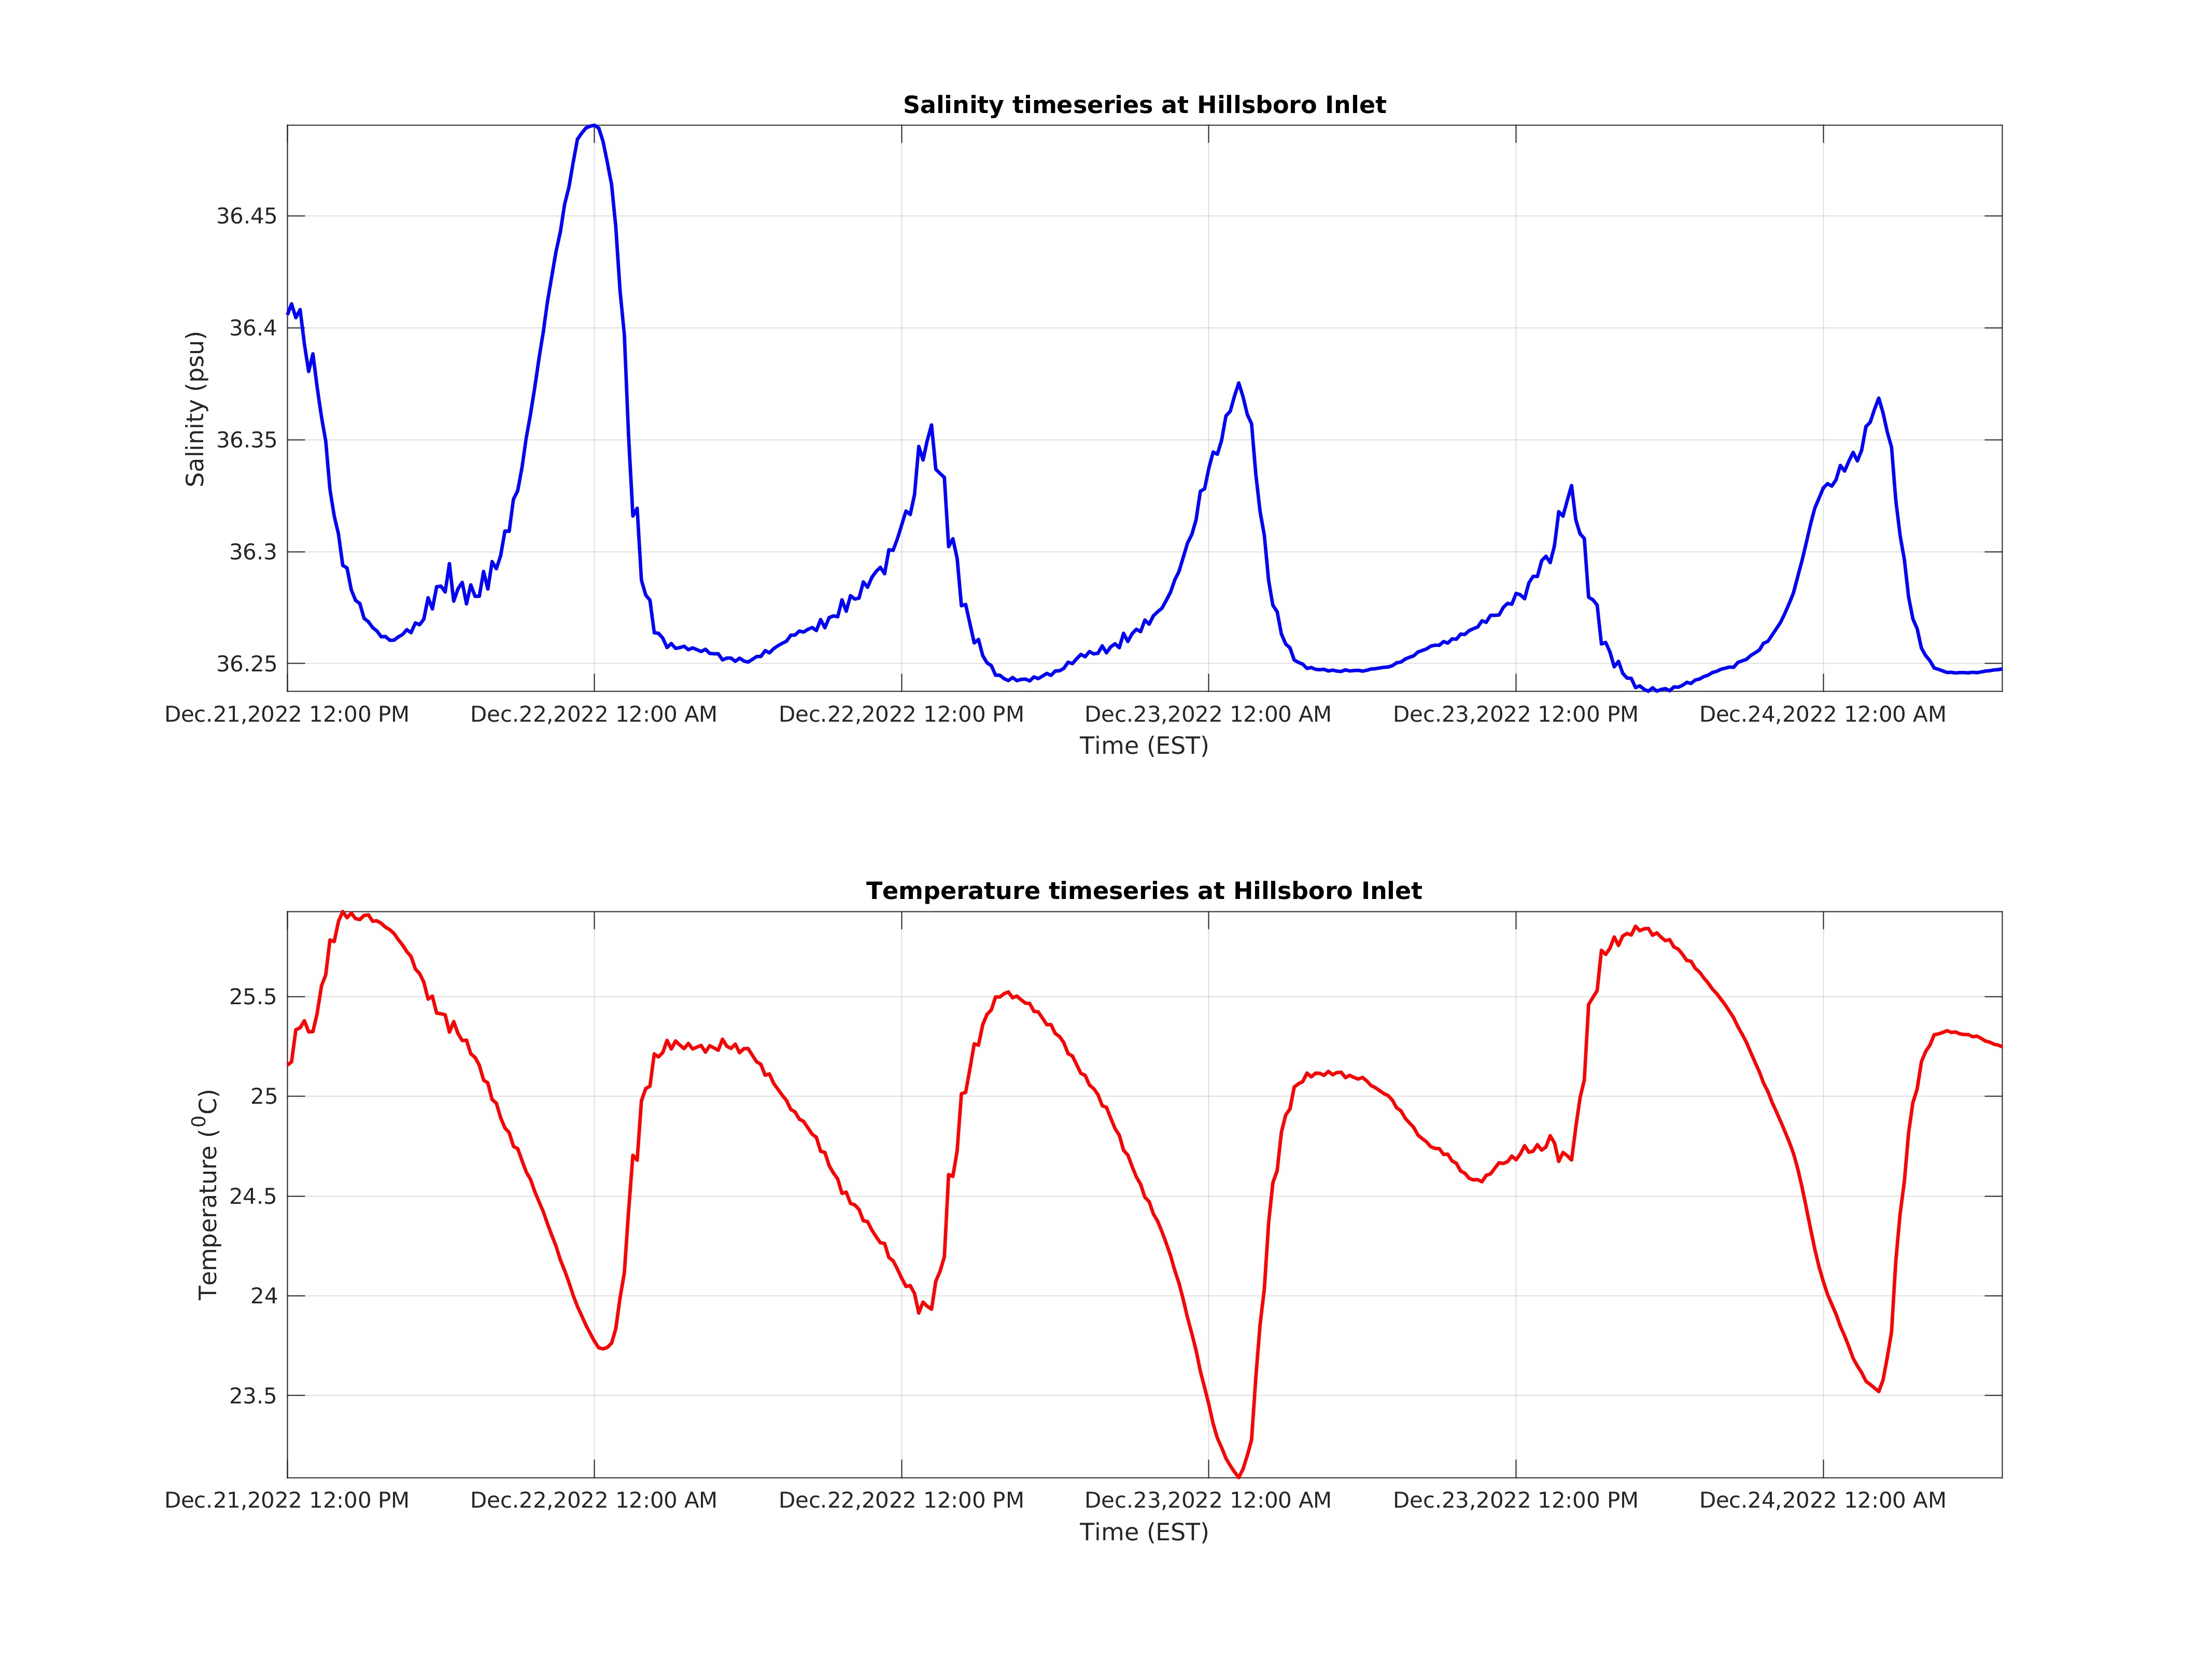 Salinity timeseries at Hillsboro Inlet
Salinity (psu)
36.45
36.4
36.35
36.3
36.25
Dec.21,2022 12:00 PM Dec.22,2022 12:00 AM Dec.22,2022 12:00 PM Dec.23,2022 12:00 AM Dec.23,2022 12:00 PM Dec.24,2022 12:00 AM
Time (EST)
Temperature timeseries at Hillsboro Inlet
Temperature (⁰C)
25.5
25
24.5
24
23.5
Dec.21,2022 12:00 PM Dec.22,2022 12:00 AM Dec.22,2022 12:00 PM Dec.23,2022 12:00 AM Dec.23,2022 12:00 PM Dec.24,2022 12:00 AM
Time (EST)